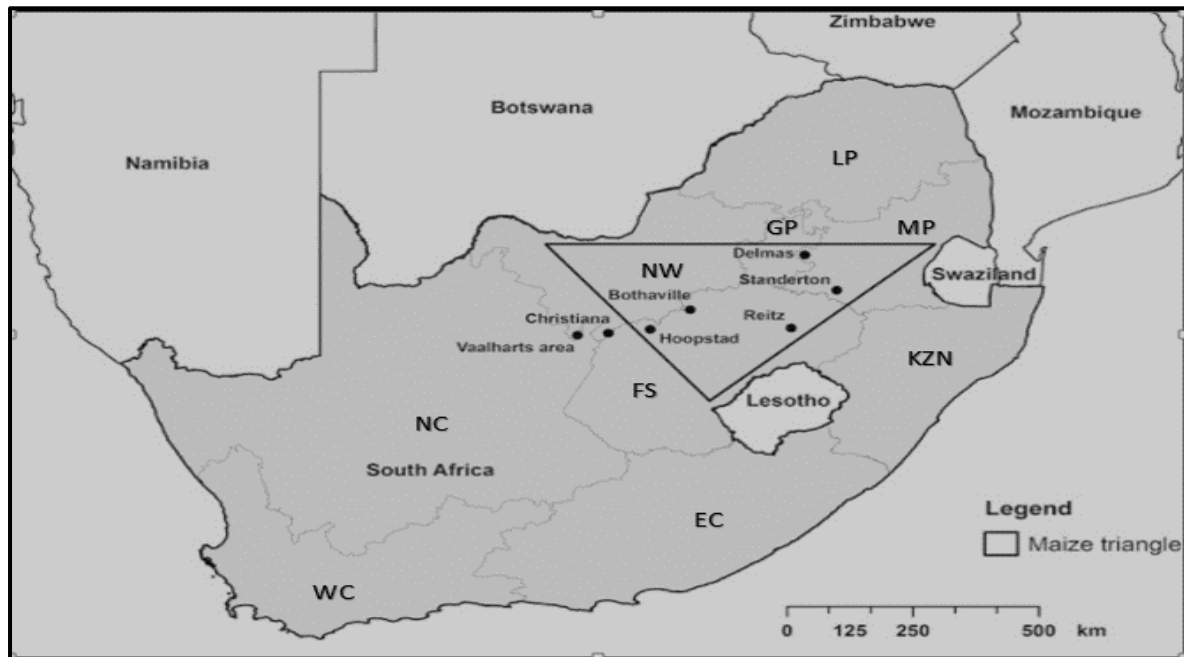 Zimbabwe
Botswana
Mozambique
Namibia
LP
GP
MP
Delmas
NW
Swaziland
Standerton
Bothaville
Christiana
Reitz
Vaalharts area
Hoopstad
KZN
FS
Lesotho
NC
South Africa
EC
Legend
Maize triangle
WC
0 125 250 500 km